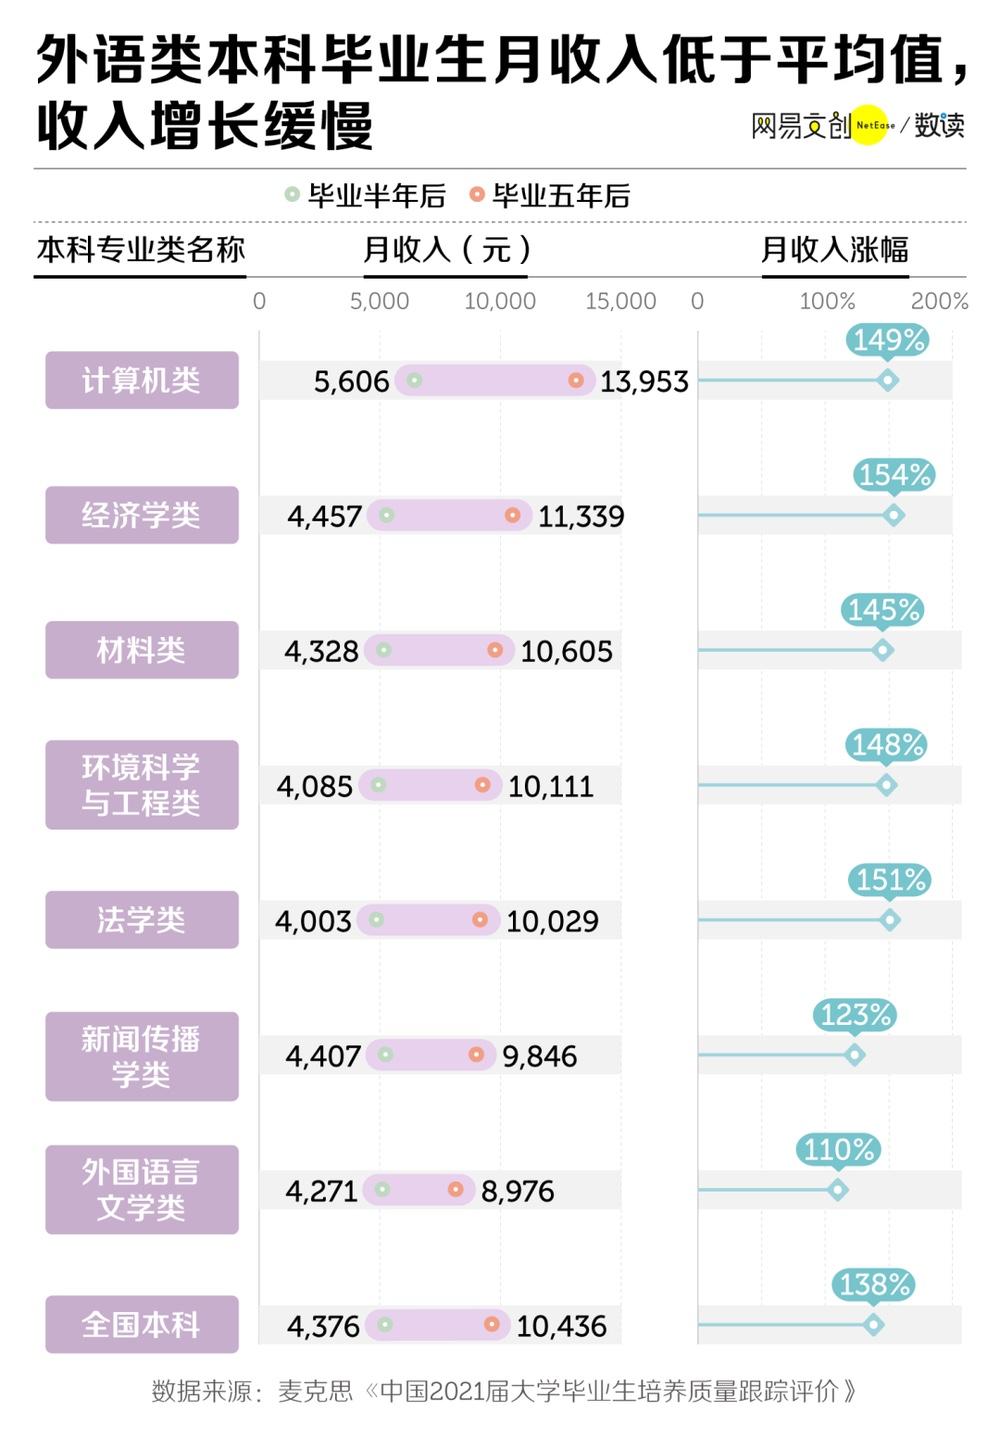 外语类本科毕业生月收入低于平均值，
收入增长缓慢
网易文创 NetEase / 数读
毕业半年后 毕业五年后
本科专业类名称 月收入（元） 月收入涨幅
0 5,000 10,000 15,000 0 100% 200%
计算机类 5,606 13,953 149%
经济学类 4,457 11,339 154%
材料类 4,328 10,605 145%
环境科学
与工程类 4,085 10,111 148%
法学类 4,003 10,029 151%
新闻传播
学类 4,407 9,846 123%
外国语言
文学类 4,271 8,976 110%
全国本科 4,376 10,436 138%
数据来源：麦克思《中国2021届大学毕业生培养质量跟踪评价》